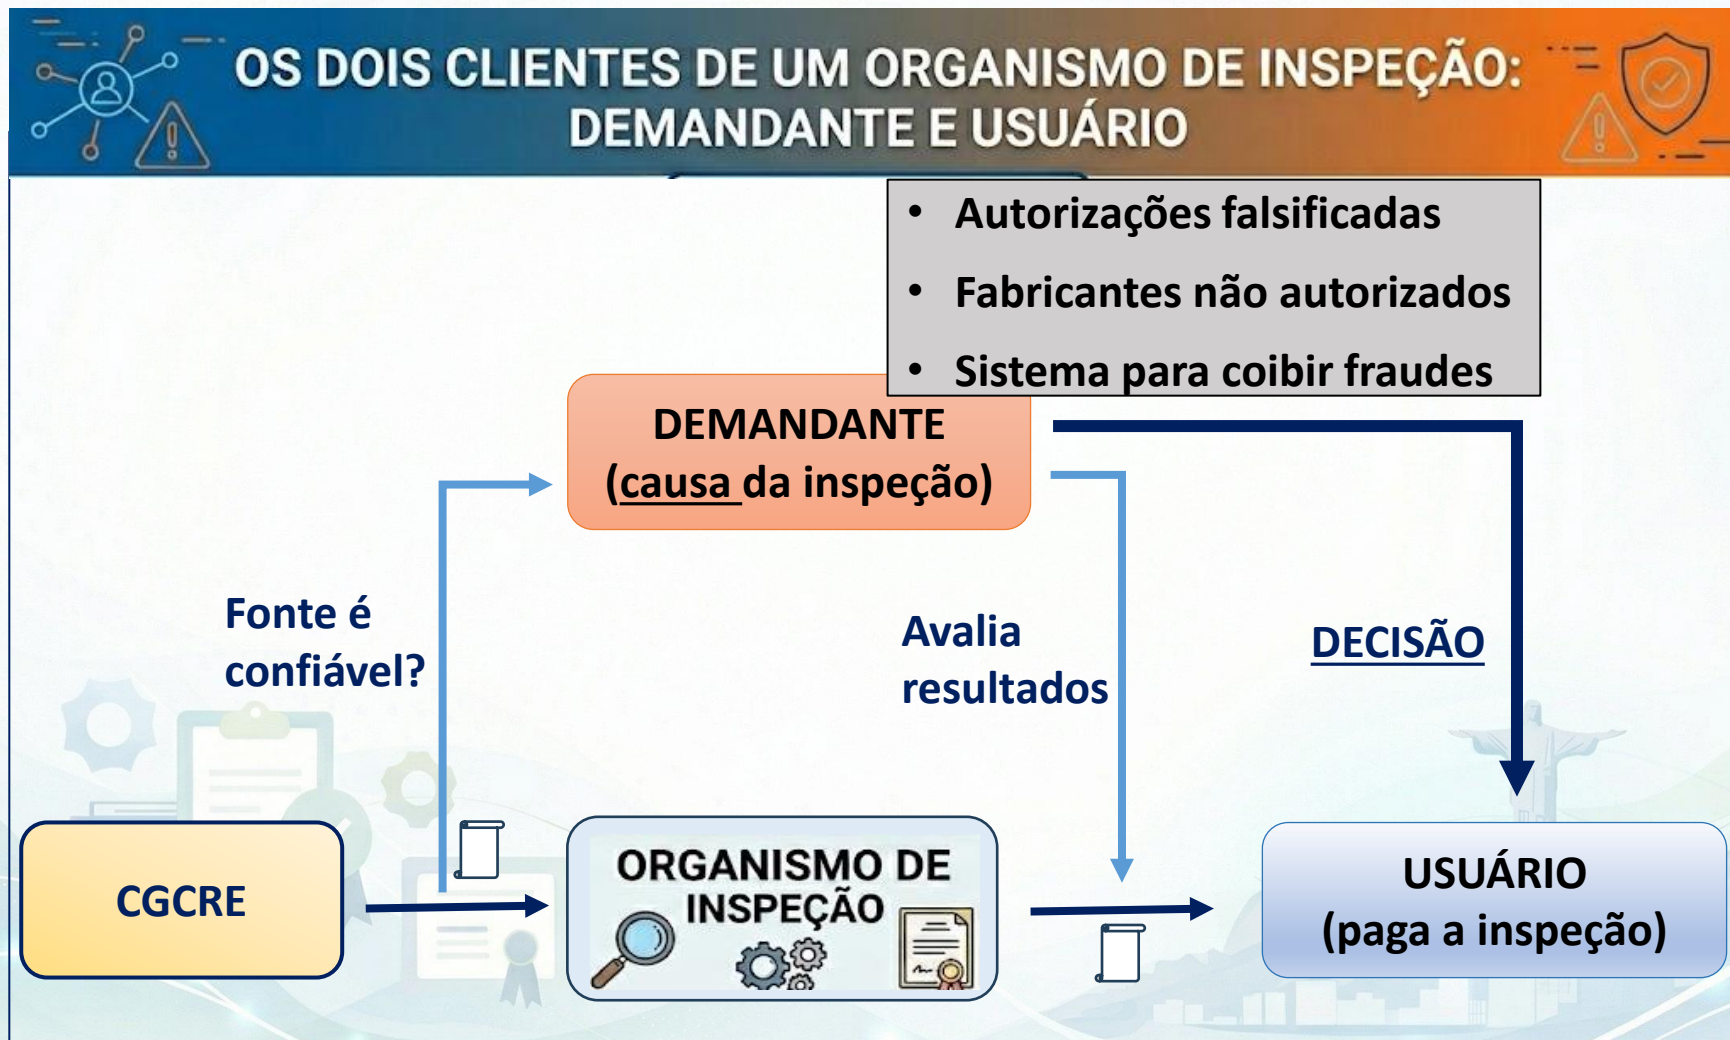 OS DOIS CLIENTES DE UM ORGANISMO DE INSPEÇÃO:
DEMANDANTE E USUÁRIO
• Autorizações falsificadas
• Fabricantes não autorizados
• Sistema para coibir fraudes
DEMANDANTE
(causa da inspeção)
Fonte é
confiável?
Avalia
resultados
DECISÃO
CGCRE
ORGANISMO DE
INSPEÇÃO
USUÁRIO
(paga a inspeção)